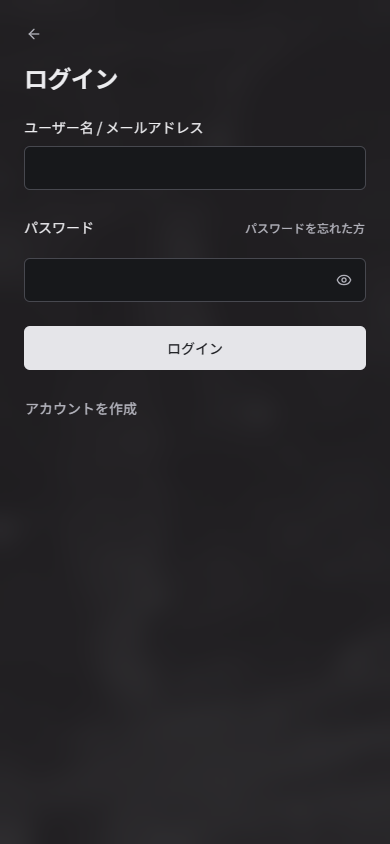 ログイン
ユーザー名 / メールアドレス
パスワード
パスワードを忘れた方
ログイン
アカウントを作成